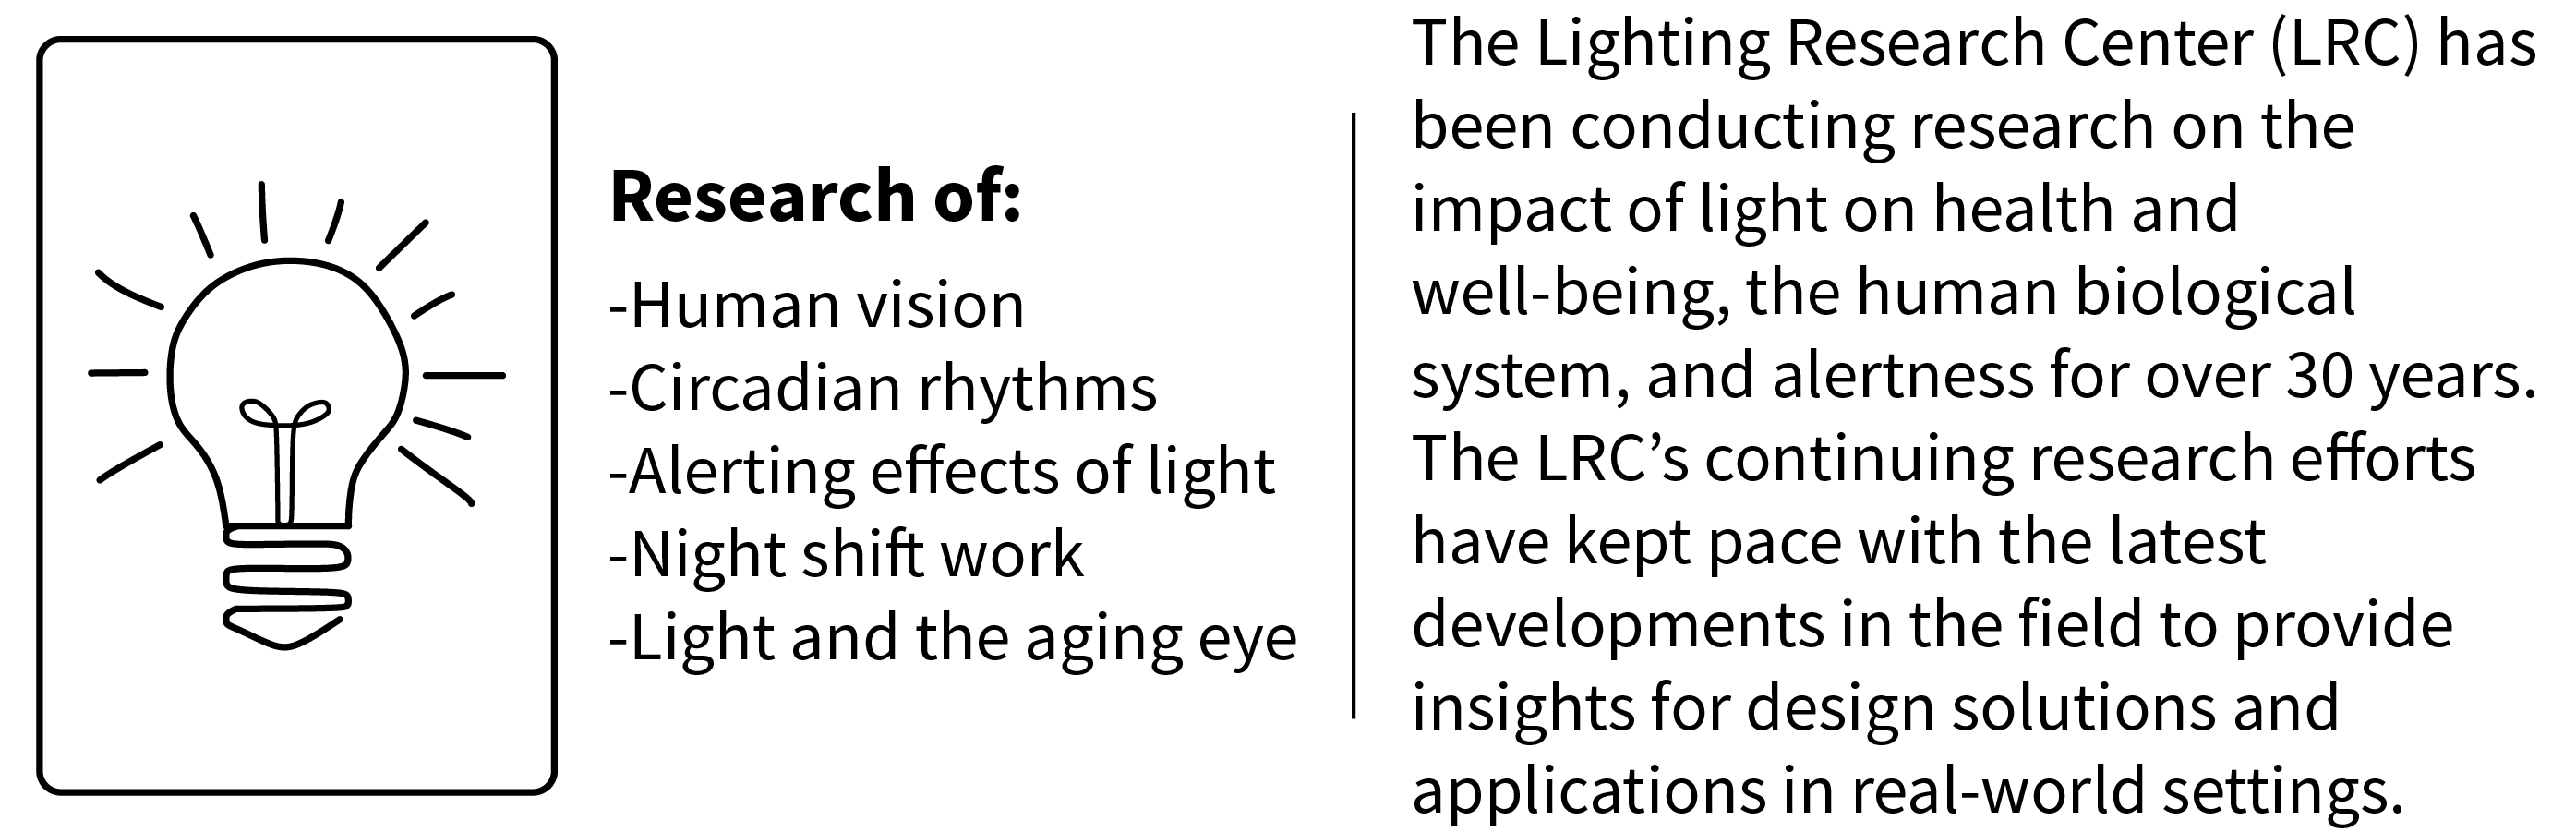 Research of:
-Human vision
-Circadian rhythms
-Alerting effects of light
-Night shift work
-Light and the aging eye
The Lighting Research Center (LRC) has
been conducting research on the
impact of light on health and
well-being, the human biological
system, and alertness for over 30 years.
The LRC’s continuing research efforts
have kept pace with the latest
developments in the field to provide
insights for design solutions and
applications in real-world settings.